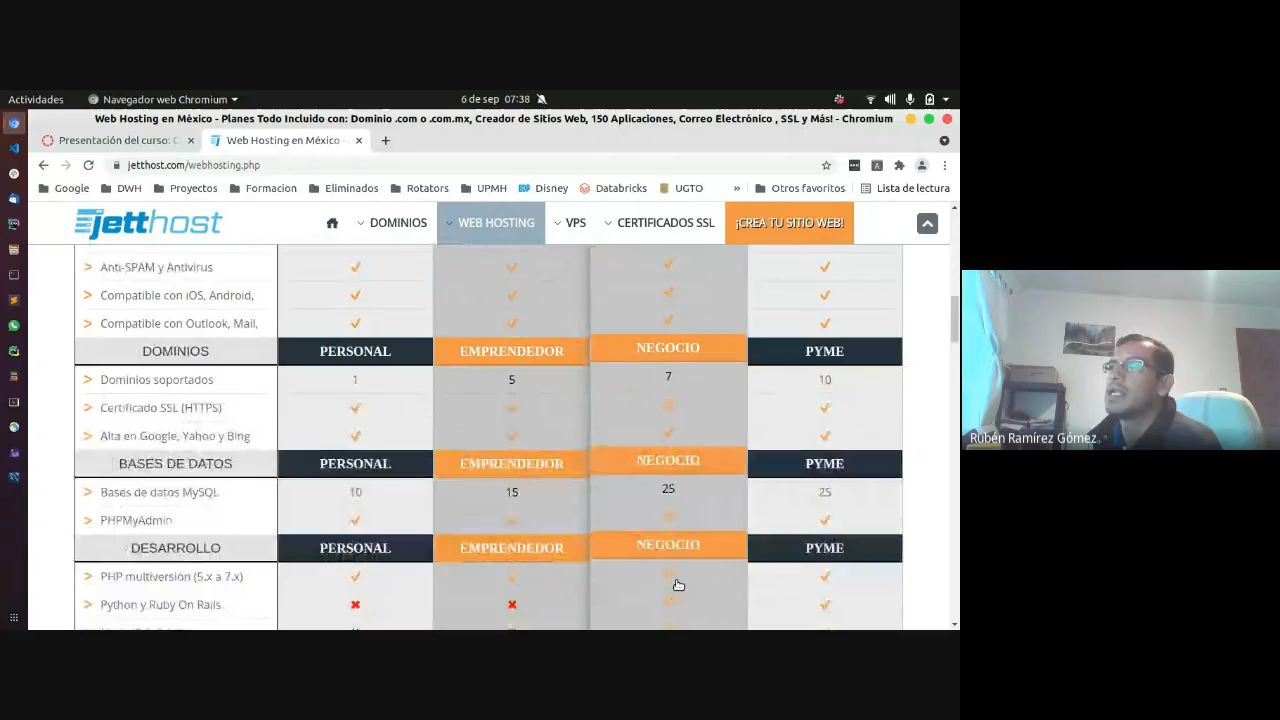 Actividades
Navegador web Chromium
6 de sep 07:38
Web Hosting en México - Planes Todo Incluido con: Dominio .com o .com.mx, Creador de Sitios Web, 150 Aplicaciones, Correo Electrónico , SSL y Más! - Chromium
Presentación del curso: C
Web Hosting en México -
jetthost.com/webhosting.php
Google DWH Proyectos Formacion Eliminados Rotators UPMH Disney Databricks UGTO » Otros favoritos Lista de lectura
jetthost
DOMINIOS WEB HOSTING VPS CERTIFICADOS SSL ¡CREA TU SITIO WEB!
> Anti-SPAM y Antivirus
> Compatible con iOS, Android,
> Compatible con Outlook, Mail,
DOMINIOS PERSONAL EMPRENDEDOR NEGOCIO PYME
> Dominios soportados 1 5 7 10
> Certificado SSL (HTTPS)
> Alta en Google, Yahoo y Bing
BASES DE DATOS PERSONAL EMPRENDEDOR NEGOCIO PYME
> Bases de datos MySQL 10 15 25 25
> PHPMyAdmin
DESARROLLO PERSONAL EMPRENDEDOR NEGOCIO PYME
> PHP multiversión (5.x a 7.x)
> Python y Ruby On Rails
Rubén Ramírez Gómez